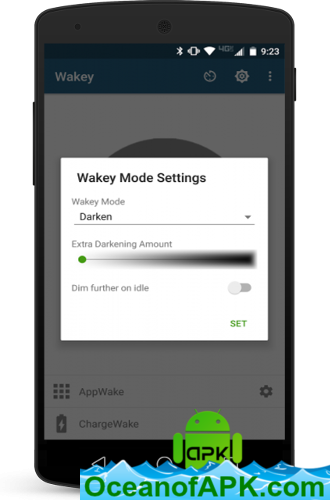 9:23
Wakey
Wakey Mode Settings
Wakey Mode
Darken
Extra Darkening Amount
Dim further on idle
SET
AppWake
ChargeWake
apk
OceanofAPK.com